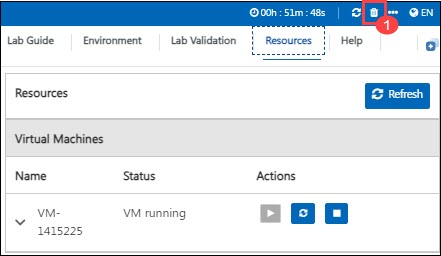 00h : 51m : 48s EN
1
Lab Guide Environment Lab Validation Resources Help
Resources Refresh
Virtual Machines
Name Status Actions
VM-
1415225
VM running